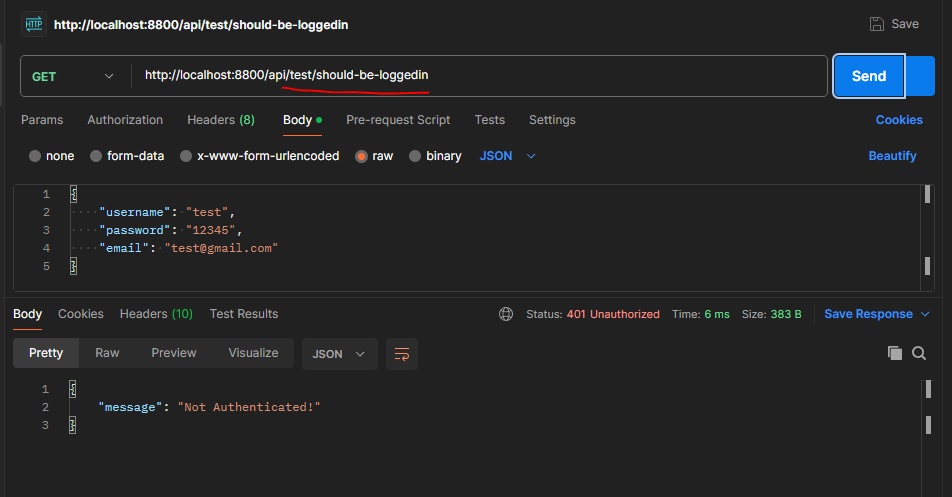 HTTP http://localhost:8800/api/test/should-be-loggedin Save
GET http://localhost:8800/api/test/should-be-loggedin Send
Params Authorization Headers (8) Body Pre-request Script Tests Settings Cookies
none form-data x-www-form-urlencoded raw binary JSON Beautify
1 {
2 "username": "test",
3 "password": "12345",
4 "email": "test@gmail.com"
5 }
Body Cookies Headers (10) Test Results Status: 401 Unauthorized Time: 6 ms Size: 383 B Save Response
Pretty Raw Preview Visualize JSON
1 {
2 "message": "Not Authenticated!"
3 }